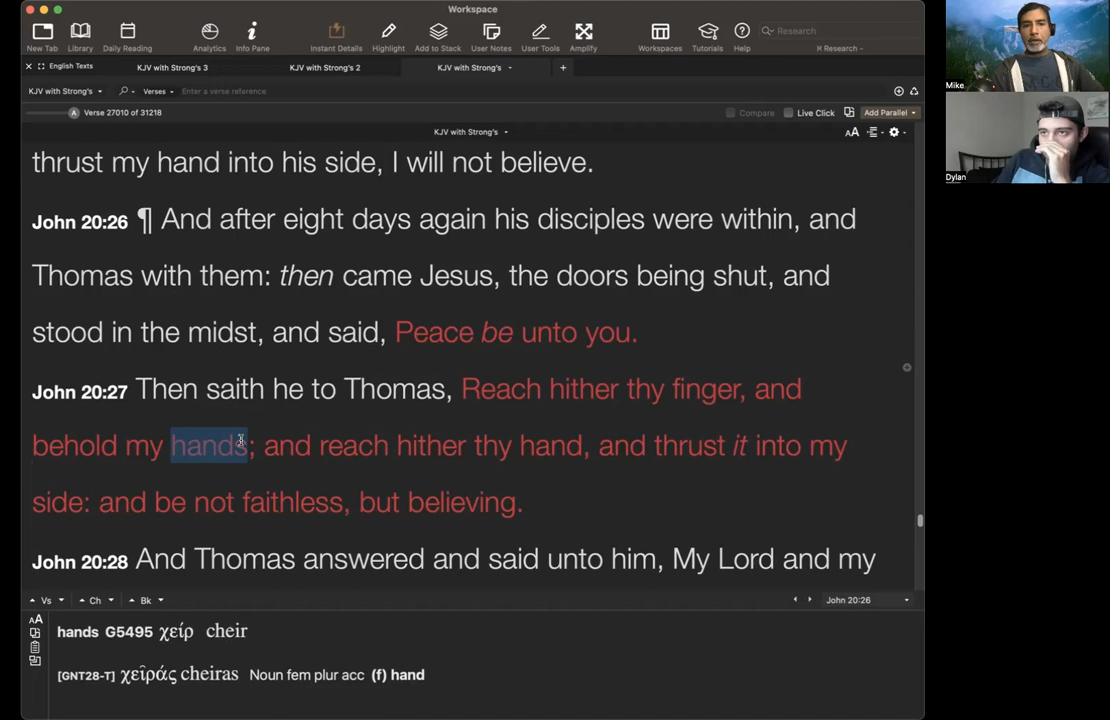 Workspace
New Tab
Library
Daily Reading
Analytics
Info Pane
Instant Details
Highlight
Add to Stack
User Notes
User Tools
Amplify
Workspaces
Tutorials
Help
Research
⌘ Research
English Texts
KJV with Strong's 3
KJV with Strong's 2
KJV with Strong's
KJV with Strong's
Verses
Enter a verse reference
A Verse 27010 of 31218
Compare
Live Click
Add Parallel
KJV with Strong's
AA
thrust my hand into his side, I will not believe.
John 20:26 ¶ And after eight days again his disciples were within, and
Thomas with them: then came Jesus, the doors being shut, and
stood in the midst, and said, Peace be unto you.
John 20:27 Then saith he to Thomas, Reach hither thy finger, and
behold my hands; and reach hither thy hand, and thrust it into my
side: and be not faithless, but believing.
John 20:28 And Thomas answered and said unto him, My Lord and my
Vs
Ch
Bk
John 20:26
AA
hands G5495 χείρ cheir
[GNT28-T] χεῖράς cheiras Noun fem plur acc (f) hand
Mike
Dylan